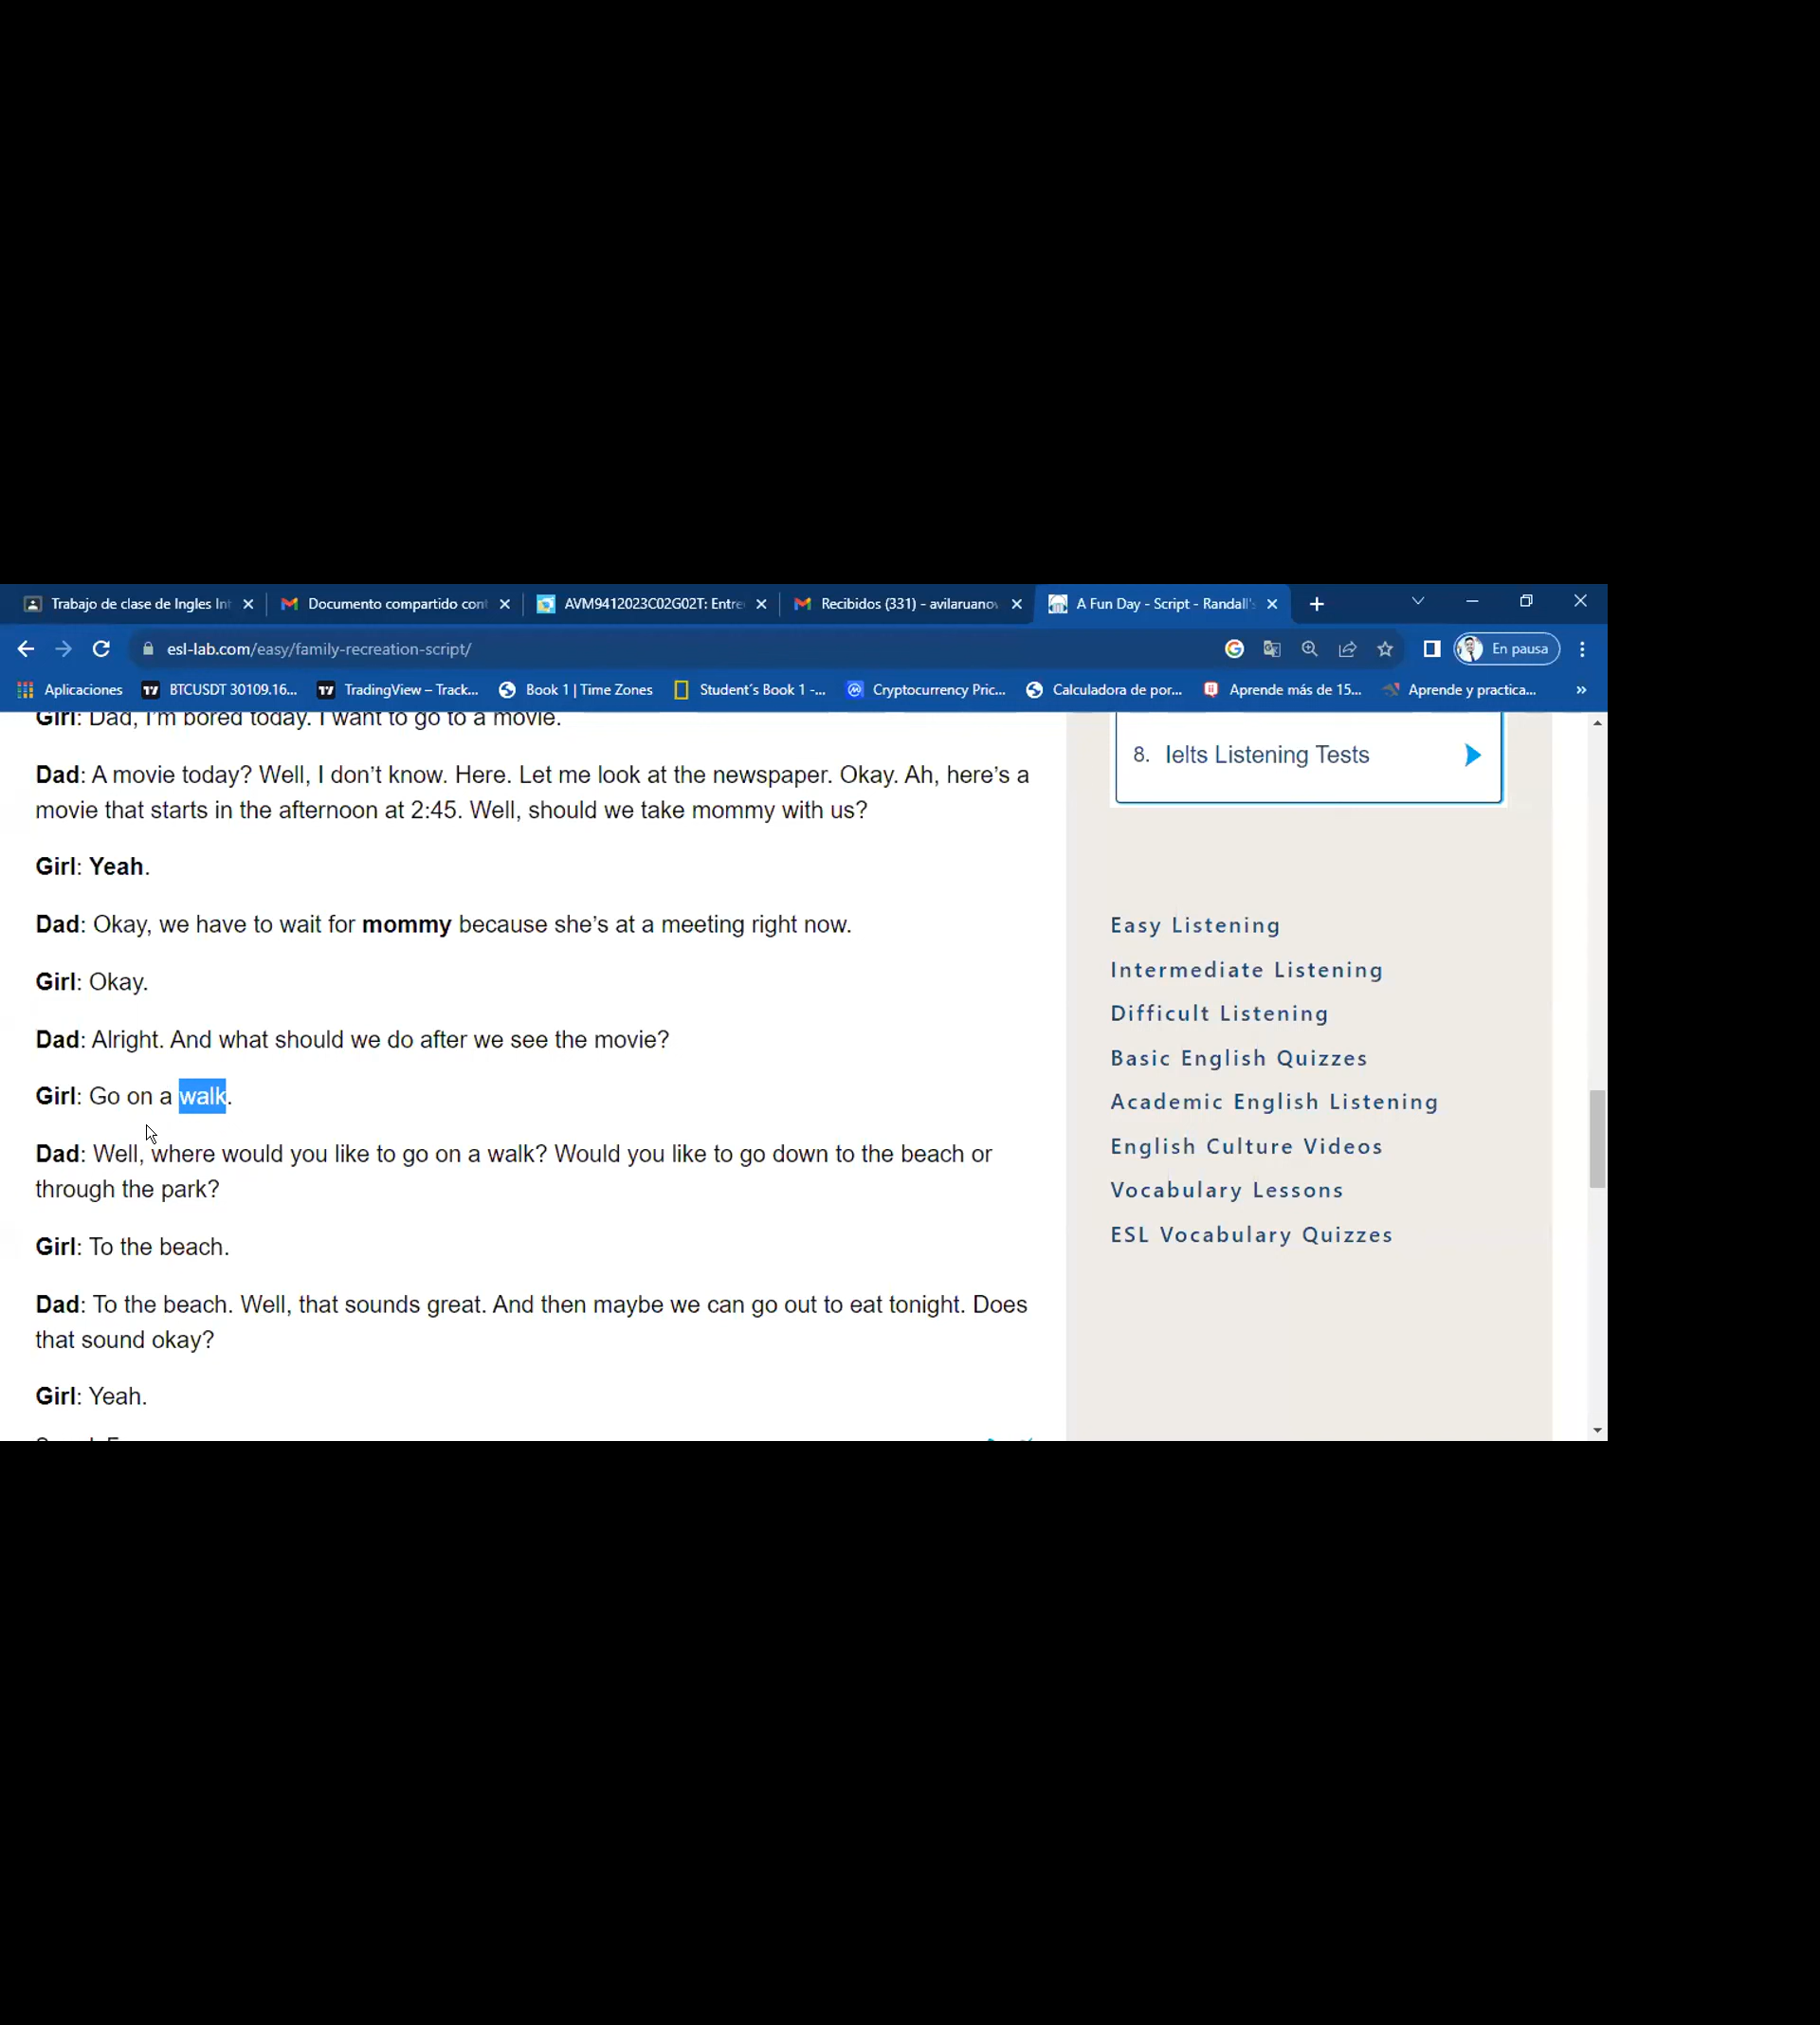 Trabajo de clase de Ingles Int
Documento compartido cont
AVM9412023C02G02T: Entre
Recibidos (331) - avilaruanov
A Fun Day - Script - Randall's
esl-lab.com/easy/family-recreation-script/
En pausa
Aplicaciones
BTCUSDT 30109.16...
TradingView – Track...
Book 1 | Time Zones
Student´s Book 1 -...
Cryptocurrency Pric...
Calculadora de por...
Aprende más de 15...
Aprende y practica...
»
Girl: Dad, I'm bored today. I want to go to a movie.
Dad: A movie today? Well, I don’t know. Here. Let me look at the newspaper. Okay. Ah, here’s a
movie that starts in the afternoon at 2:45. Well, should we take mommy with us?
Girl: Yeah.
Dad: Okay, we have to wait for mommy because she’s at a meeting right now.
Girl: Okay.
Dad: Alright. And what should we do after we see the movie?
Girl: Go on a walk.
Dad: Well, where would you like to go on a walk? Would you like to go down to the beach or
through the park?
Girl: To the beach.
Dad: To the beach. Well, that sounds great. And then maybe we can go out to eat tonight. Does
that sound okay?
Girl: Yeah.
8. Ielts Listening Tests
Easy Listening
Intermediate Listening
Difficult Listening
Basic English Quizzes
Academic English Listening
English Culture Videos
Vocabulary Lessons
ESL Vocabulary Quizzes